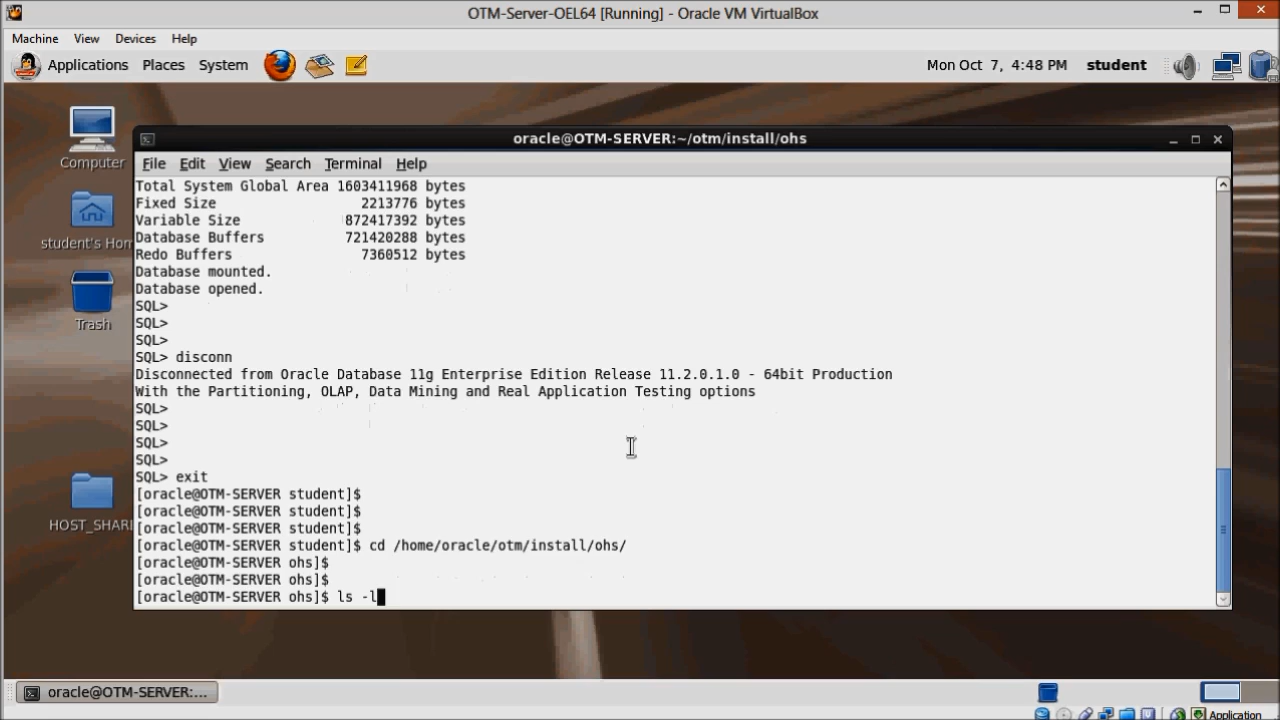 OTM-Server-OEL64 [Running] - Oracle VM VirtualBox
Machine View Devices Help
Applications Places System Mon Oct 7, 4:48 PM student
Computer
student's Hom
Trash
HOST_SHARI
oracle@OTM-SERVER:~/otm/install/ohs
File Edit View Search Terminal Help
Total System Global Area 1603411968 bytes
Fixed Size 2213776 bytes
Variable Size 872417392 bytes
Database Buffers 721420288 bytes
Redo Buffers 7360512 bytes
Database mounted.
Database opened.
SQL>
SQL>
SQL>
SQL> disconn
Disconnected from Oracle Database 11g Enterprise Edition Release 11.2.0.1.0 - 64bit Production
With the Partitioning, OLAP, Data Mining and Real Application Testing options
SQL>
SQL>
SQL>
SQL>
SQL> exit
[oracle@OTM-SERVER student]$
[oracle@OTM-SERVER student]$
[oracle@OTM-SERVER student]$
[oracle@OTM-SERVER student]$ cd /home/oracle/otm/install/ohs/
[oracle@OTM-SERVER ohs]$
[oracle@OTM-SERVER ohs]$
[oracle@OTM-SERVER ohs]$ ls -l
oracle@OTM-SERVER:...
Application